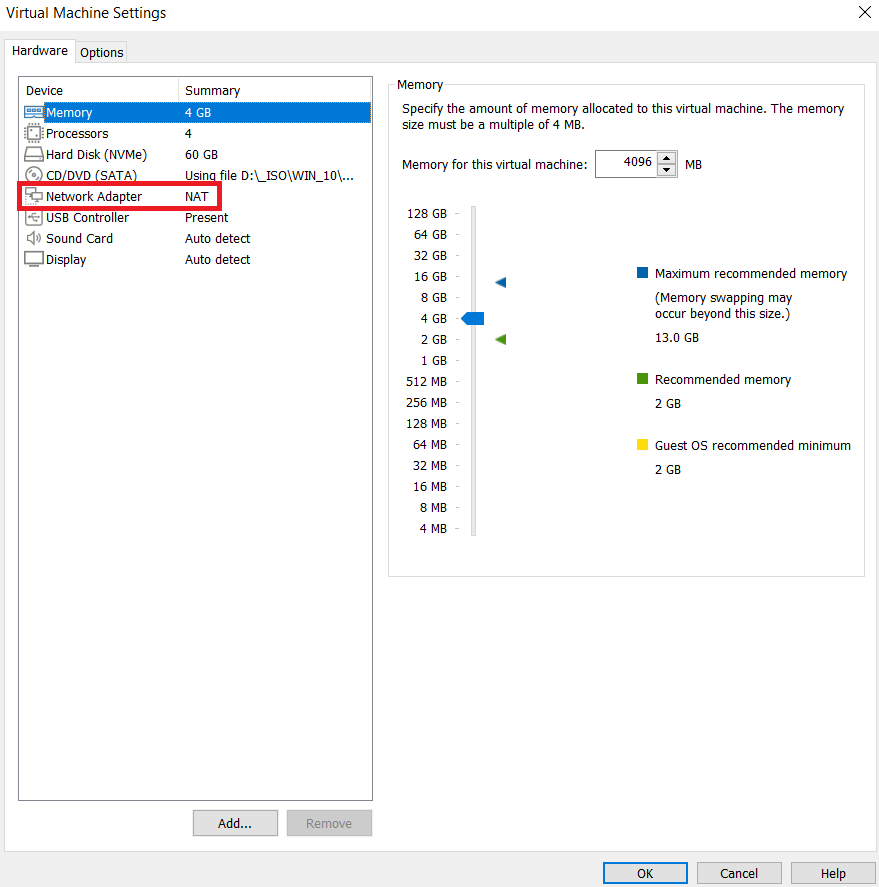 Virtual Machine Settings
Hardware
Options
Device Summary
Memory 4 GB
Processors 4
Hard Disk (NVMe) 60 GB
CD/DVD (SATA) Using file D:\_ISO\WIN_10\...
Network Adapter NAT
USB Controller Present
Sound Card Auto detect
Display Auto detect
Add...
Remove
Memory
Specify the amount of memory allocated to this virtual machine. The memory
size must be a multiple of 4 MB.
Memory for this virtual machine: 4096 MB
128 GB
64 GB
32 GB
16 GB
8 GB
4 GB
2 GB
1 GB
512 MB
256 MB
128 MB
64 MB
32 MB
16 MB
8 MB
4 MB
Maximum recommended memory
(Memory swapping may
occur beyond this size.)
13.0 GB
Recommended memory
2 GB
Guest OS recommended minimum
2 GB
OK
Cancel
Help